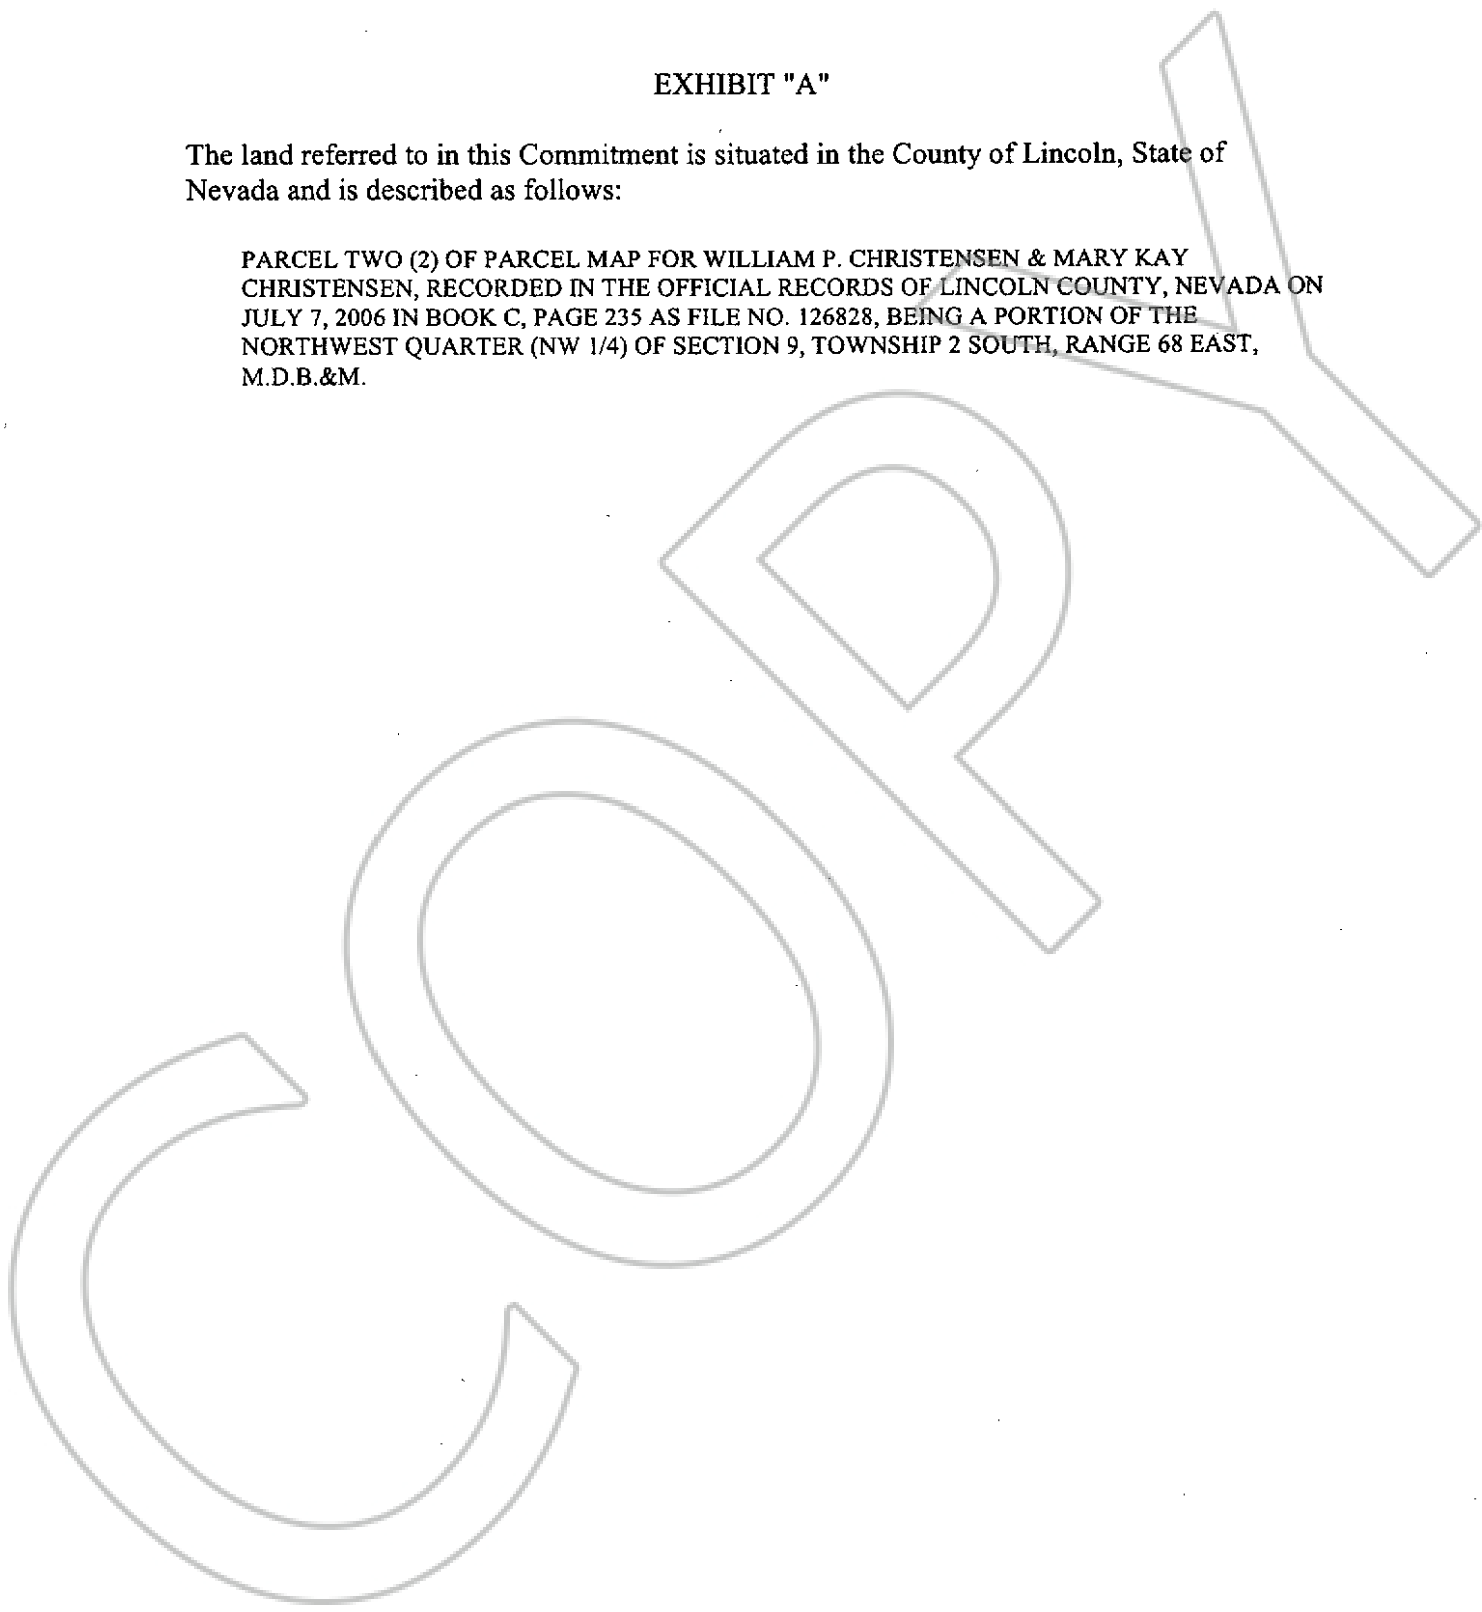 EXHIBIT "A"
The land referred to in this Commitment is situated in the County of Lincoln, State of
Nevada and is described as follows:
PARCEL TWO (2) OF PARCEL MAP FOR WILLIAM P. CHRISTENSEN & MARY KAY
CHRISTENSEN, RECORDED IN THE OFFICIAL RECORDS OF LINCOLN COUNTY, NEVADA ON
JULY 7, 2006 IN BOOK C, PAGE 235 AS FILE NO. 126828, BEING A PORTION OF THE
NORTHWEST QUARTER (NW 1/4) OF SECTION 9, TOWNSHIP 2 SOUTH, RANGE 68 EAST,
M.D.B.&M.
COPY